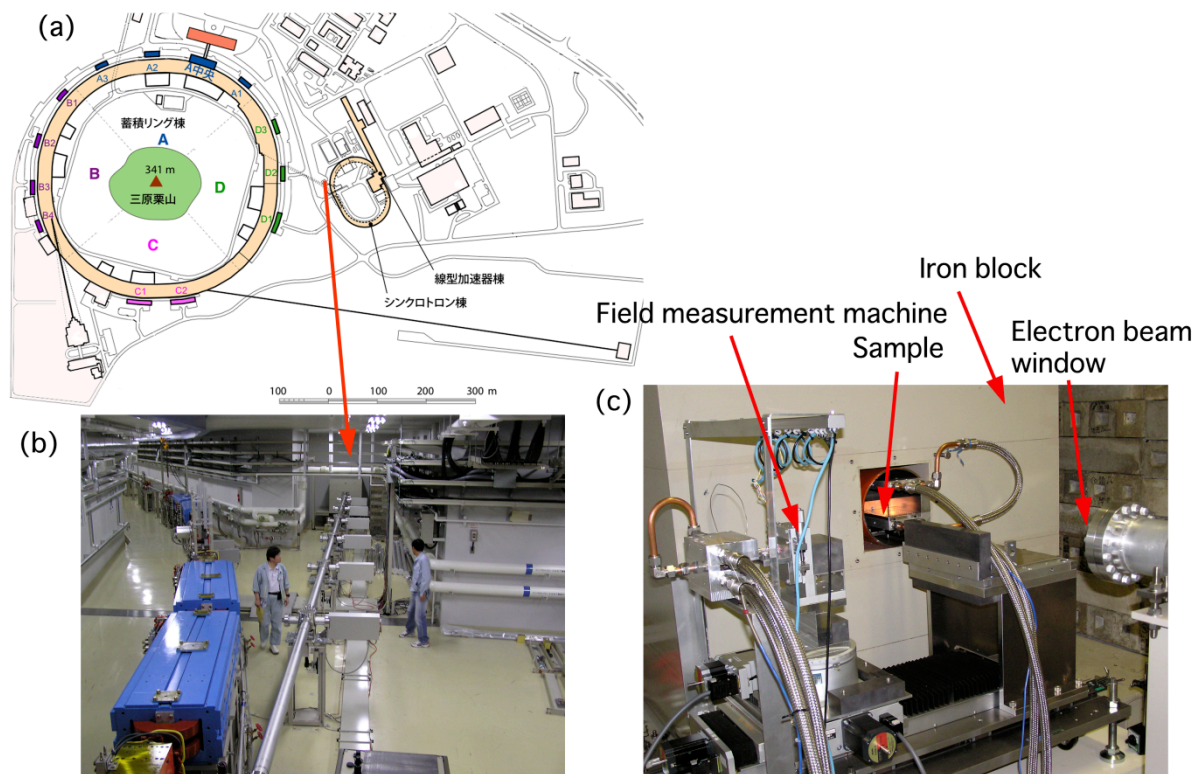 (a)
A3
A2
A中央
A1
B1
蓄積リング棟
D3
B2
A
B
341 m
D
D2
B3
三原栗山
B4
D1
C
線型加速器棟
C1
C2
シンクロトロン棟
100
0
100
200
300 m
Iron block
Field measurement machine
Sample
Electron beam
window
(b)
(c)